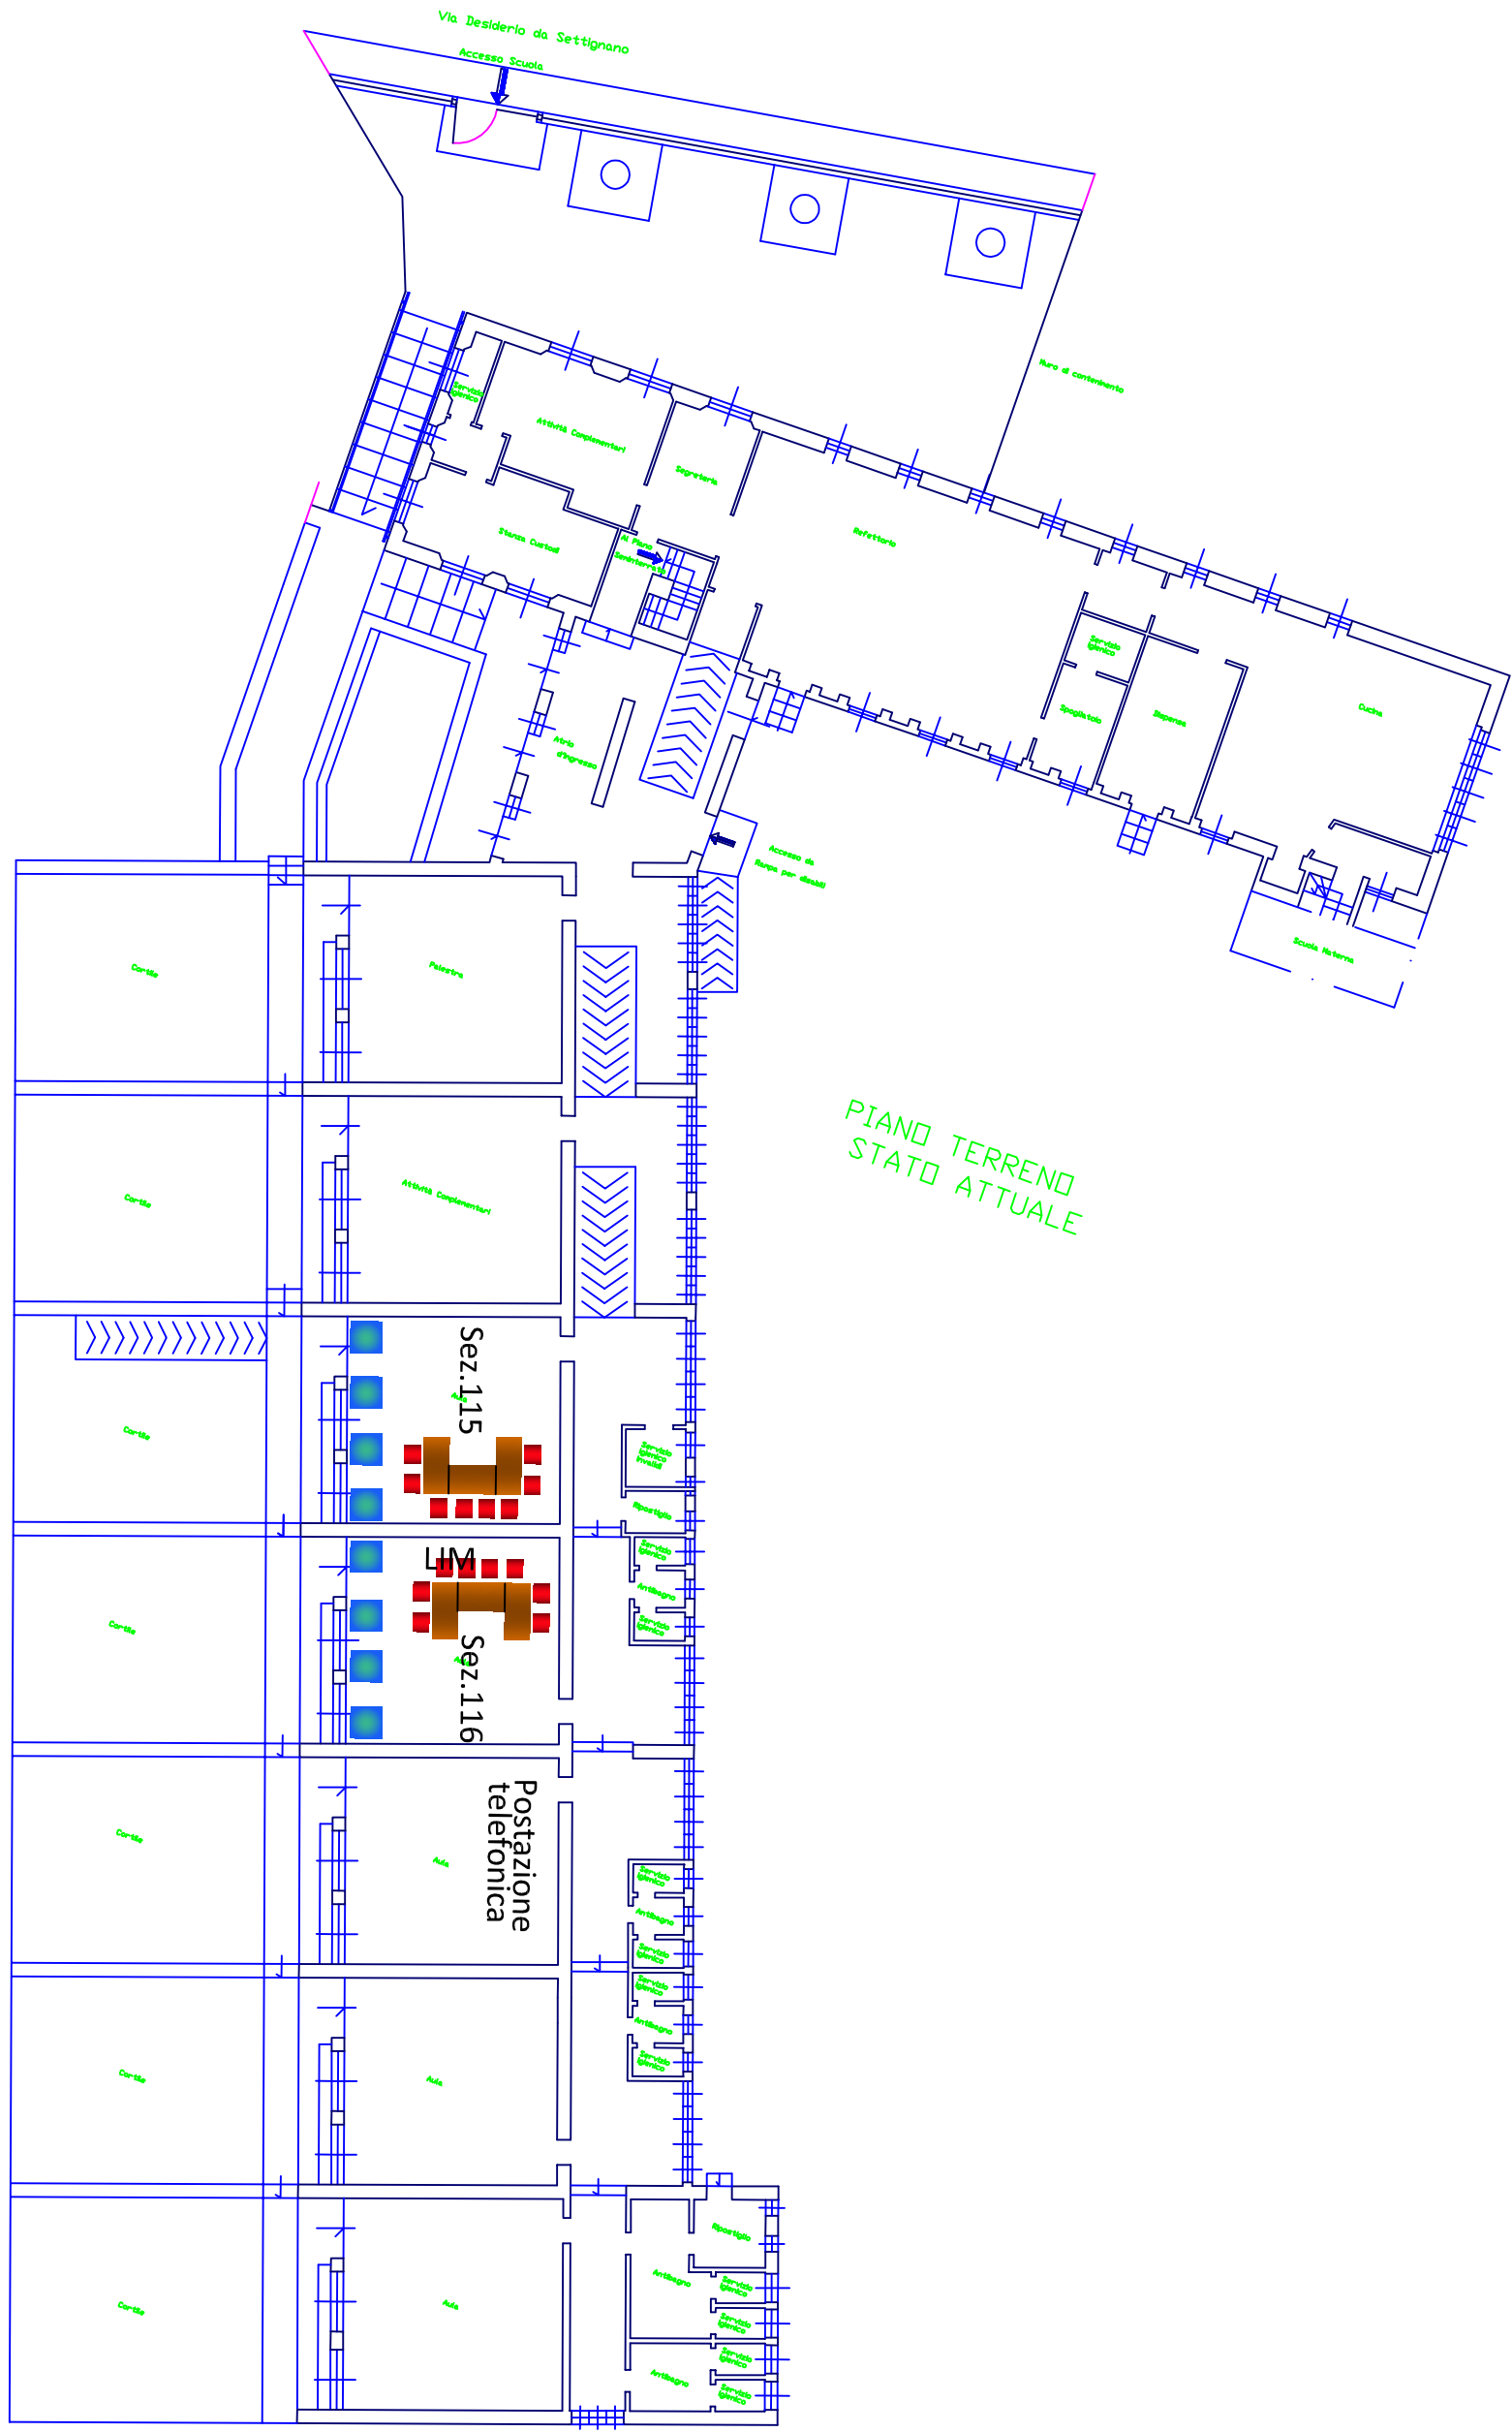 Via Desiderio da Settignano
Accesso Scuola
Muro di contenimento
Servizio
Igienico
Attività Complementari
Segreteria
Stanza Custodi
Al Piano
Seminterrato
Refettorio
Servizio
Igienico
Spogliatoio
Dispensa
Cucina
Atrio
d'ingresso
Accesso da
Rampa per disabili
Scuola Materna
Cortile
Palestra
PIANO TERRENO
STATO ATTUALE
Cortile
Attività Complementari
Sez.115
Aula
Cortile
Servizio
Igienico
Invalidi
Ripostiglio
LIM
Servizio
Igienico
Antibagno
Servizio
Igienico
Cortile
Sez.116
Aula
Postazione
telefonica
Cortile
Aula
Servizio
Igienico
Antibagno
Servizio
Igienico
Servizio
Igienico
Antibagno
Servizio
Igienico
Cortile
Aula
Ripostiglio
Antibagno
Servizio
Igienico
Cortile
Aula
Servizio
Igienico
Servizio
Igienico
Antibagno
Servizio
Igienico